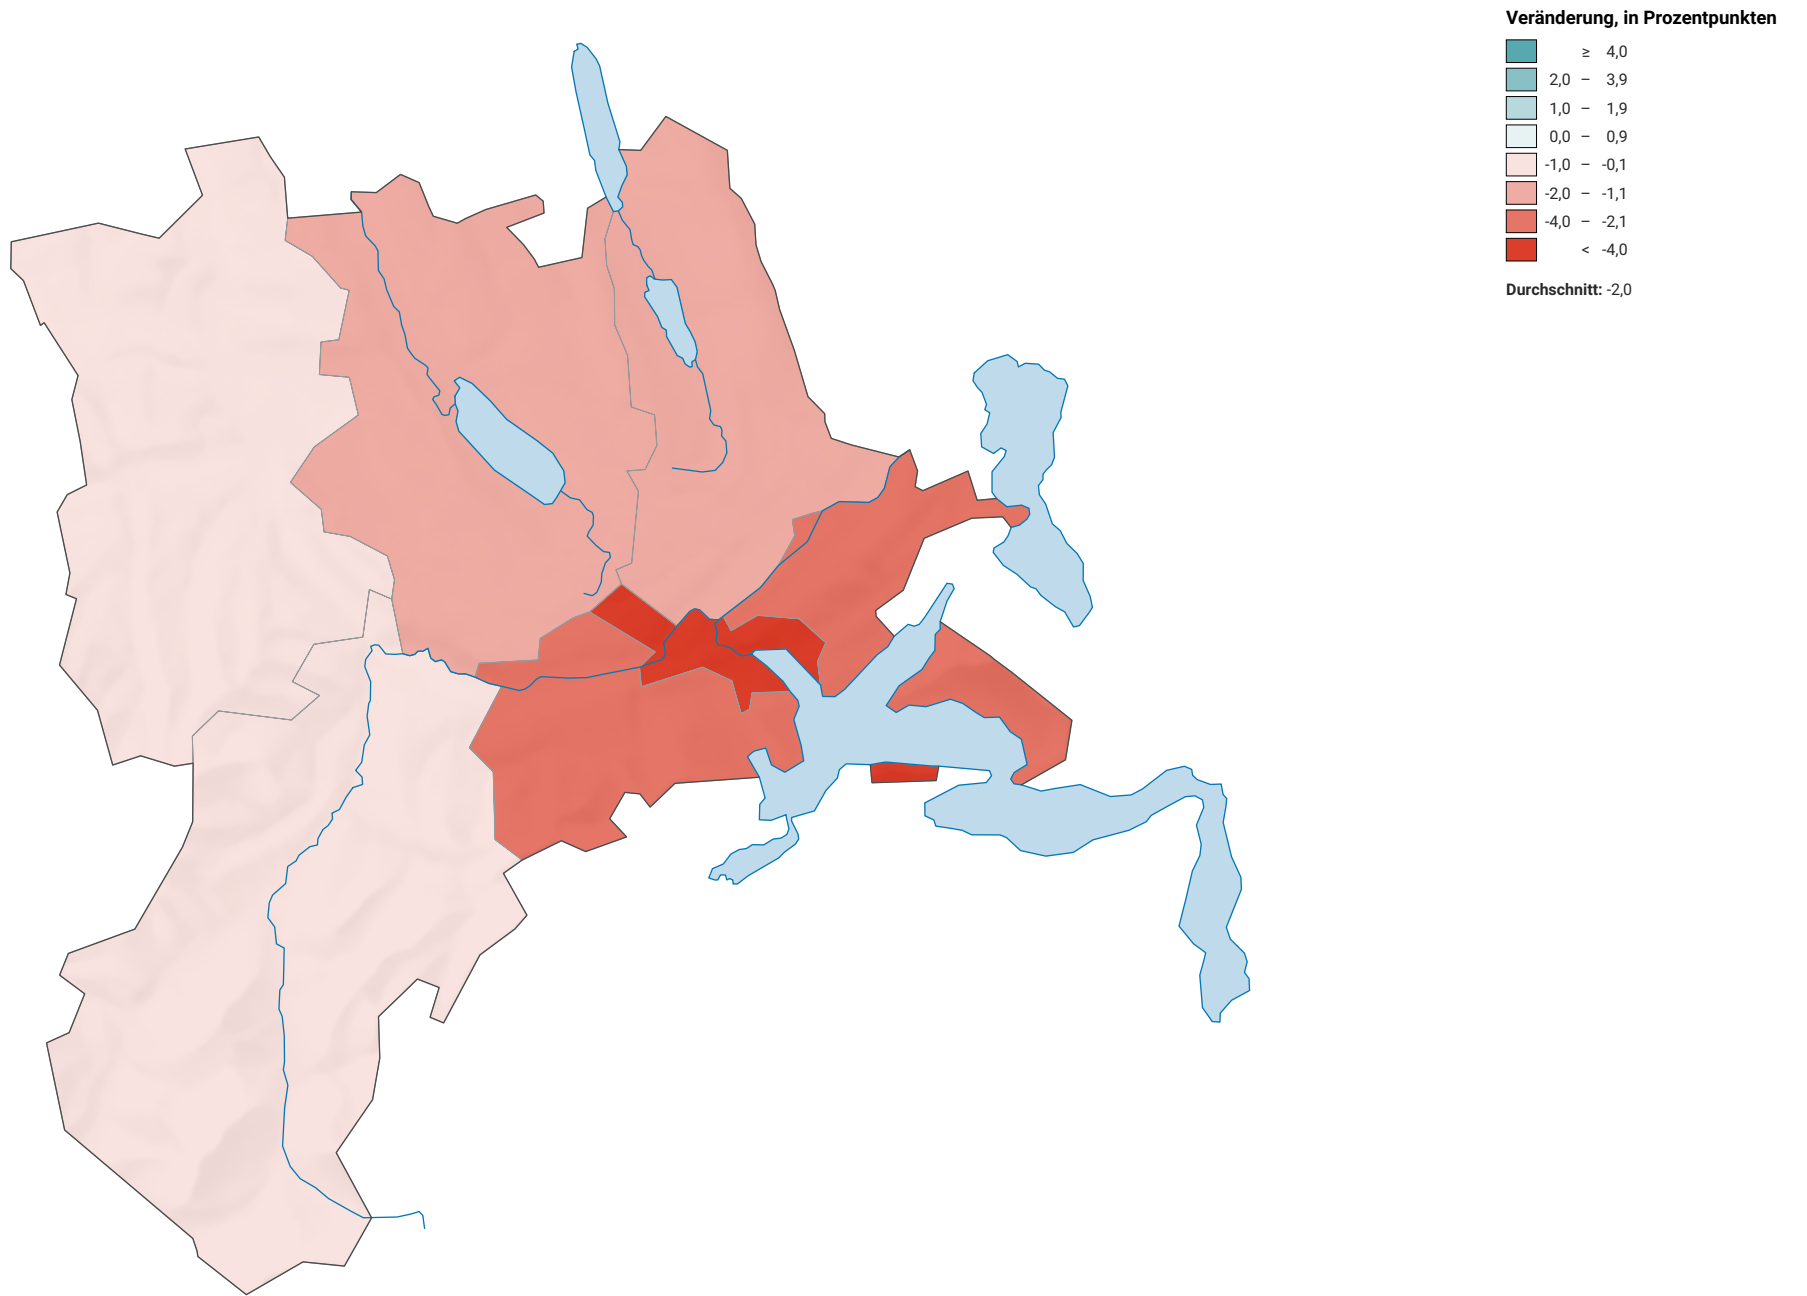 Veränderung, in Prozentpunkten
≥ 4,0
2,0 – 3,9
1,0 – 1,9
0,0 – 0,9
-1,0 – -0,1
-2,0 – -1,1
-4,0 – -2,1
< -4,0
Durchschnitt: -2,0